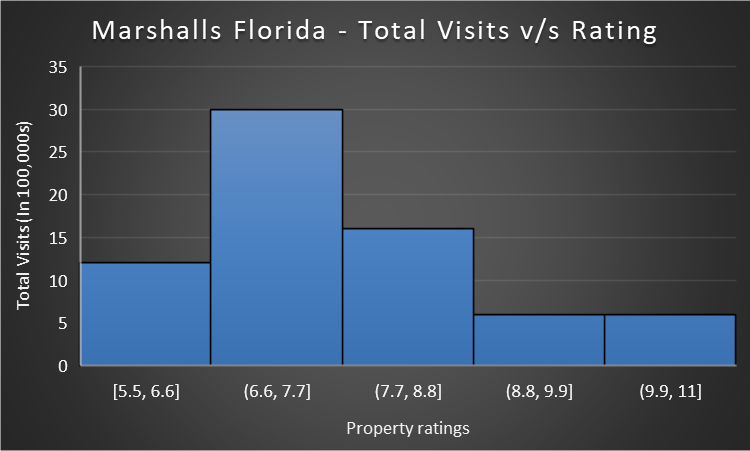 Marshalls Florida - Total Visits v/s Rating
Total Visits (In 100,000s)
35
30
25
20
15
10
5
0
[5.5, 6.6] (6.6, 7.7] (7.7, 8.8] (8.8, 9.9] (9.9, 11]
Property ratings